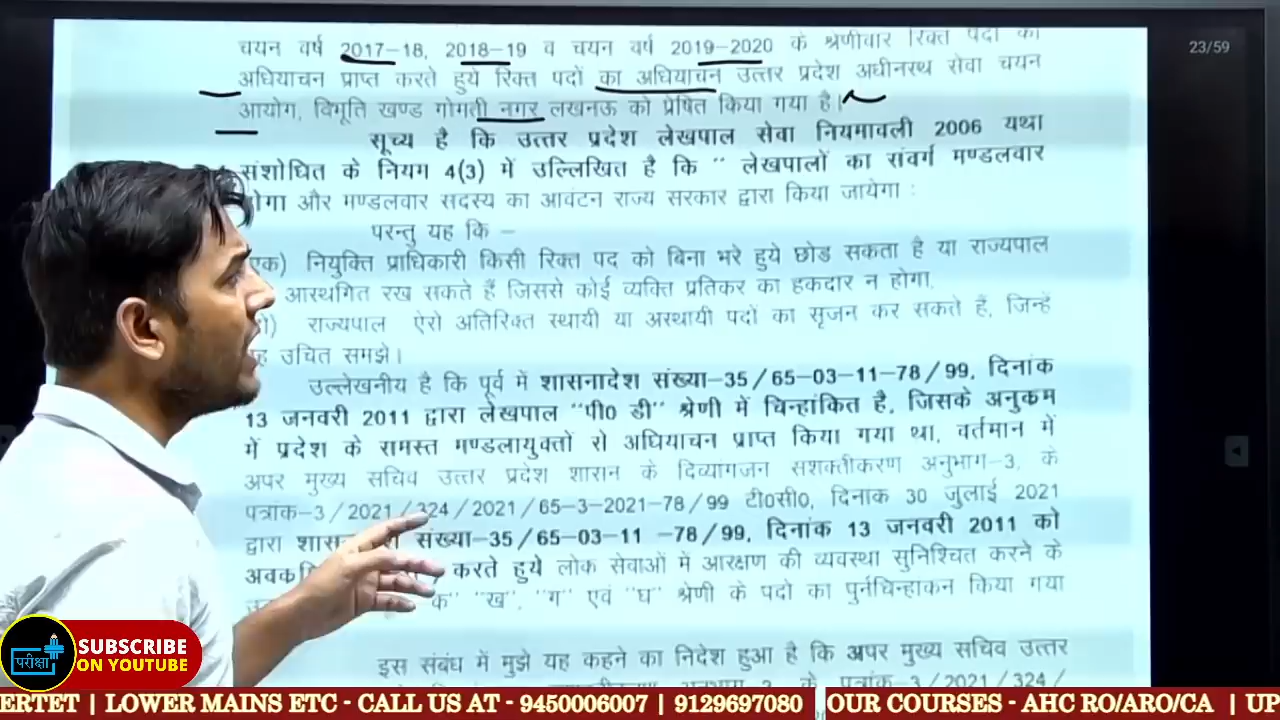 चयन वर्ष 2017-18, 2018-19 व चयन वर्ष 2019-2020 के श्रेणीवार रिक्त पदों का
23/59
अधियाचन प्राप्त करते हुये रिक्त पदों का अधियाचन उत्तर प्रदेश अधीनस्थ सेवा चयन
आयोग, विभूति खण्ड गोमती नगर लखनऊ को प्रेषित किया गया है।
सूच्य है कि उत्तर प्रदेश लेखपाल सेवा नियमावली 2006 यथा
संशोधित के नियम 4(3) में उल्लिखित है कि " लेखपालों का संवर्ग मण्डलवार
होगा और मण्डलवार सदस्य का आवंटन राज्य सरकार द्वारा किया जायेगा :
परन्तु यह कि –
एक) नियुक्ति प्राधिकारी किसी रिक्त पद को बिना भरे हुये छोड सकता है या राज्यपाल
आस्थगित रख सकते हैं जिससे कोई व्यक्ति प्रतिकर का हकदार न होगा,
राज्यपाल ऐसे अतिरिक्त स्थायी या अस्थायी पदों का सृजन कर सकते हैं, जिन्हें
वह उचित समझे।
उल्लेखनीय है कि पूर्व में शासनादेश संख्या-35/65-03-11-78/99, दिनांक
13 जनवरी 2011 द्वारा लेखपाल "पी0 डी" श्रेणी में चिन्हांकित है, जिसके अनुकम
में प्रदेश के समस्त मण्डलायुक्तों से अधियाचन प्राप्त किया गया था, वर्तमान में
अपर मुख्य सचिव उत्तर प्रदेश शासन के दिव्यांगजन सशक्तीकरण अनुभाग-3, के
पत्रांक-3/2021/324/2021/65-3-2021-78/99 टी0सी0, दिनाक 30 जुलाई 2021
द्वारा संख्या-35/65-03-11 -78/99, दिनांक 13 जनवरी 2011 को
करते हुये लोक सेवाओं में आरक्षण की व्यवस्था सुनिश्चित करने के
क" "ख", "ग" एवं "घ" श्रेणी के पदो का पुर्नचिन्हाकन किया गया
इस संबंध में मुझे यह कहने का निदेश हुआ है कि अपर मुख्य सचिव उत्तर
के पत्रांक-3/2021/324/
परीक्षा
SUBSCRIBE
ON YOUTUBE
ERTET | LOWER MAINS ETC - CALL US AT - 9450006007 | 9129697080 | OUR COURSES - AHC RO/ARO/CA | UP